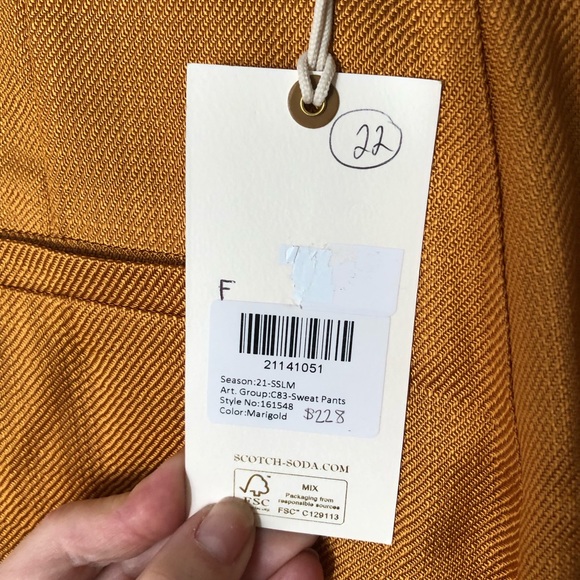 22
F
21141051
Season:21-SSLM
Art. Group:C83-Sweat Pants
Style No:161548
Color:Marigold $228
SCOTCH-SODA.COM
FSC
MIX
Packaging from
responsible sources
FSC® C129113